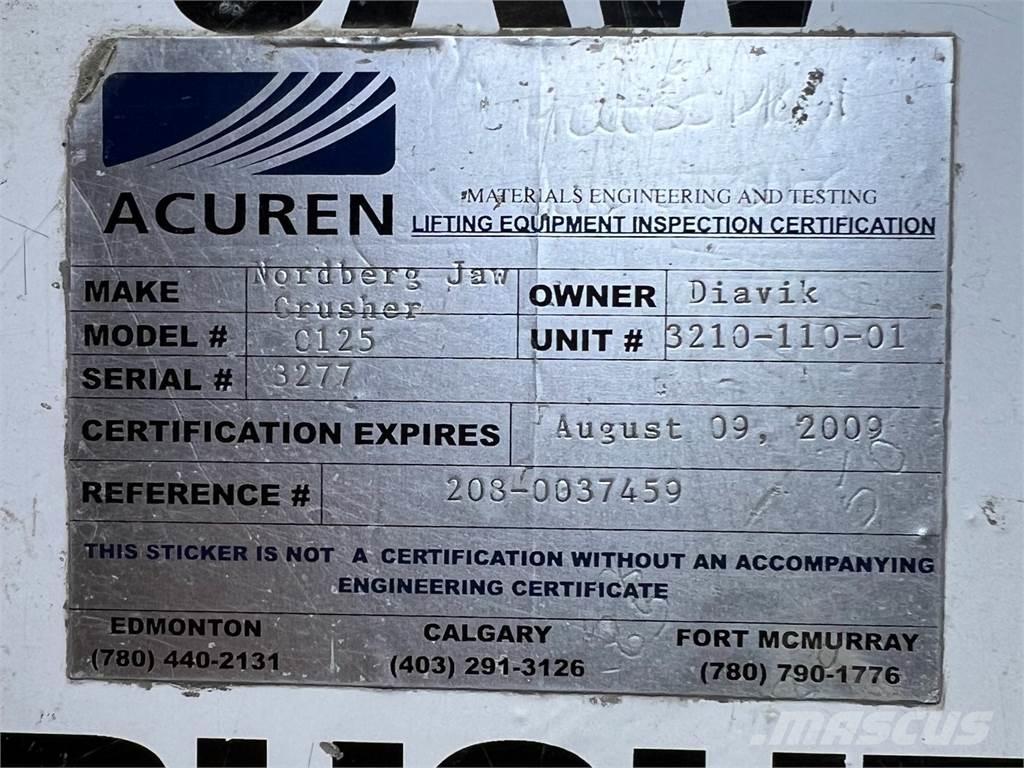 ACUREN
MATERIALS ENGINEERING AND TESTING
LIFTING EQUIPMENT INSPECTION CERTIFICATION
MAKE Nordberg Jaw Crusher OWNER Diavik
MODEL # C125 UNIT # 3210-110-01
SERIAL # 3277
CERTIFICATION EXPIRES August 09, 2009
REFERENCE # 208-0037459
THIS STICKER IS NOT A CERTIFICATION WITHOUT AN ACCOMPANYING
ENGINEERING CERTIFICATE
EDMONTON CALGARY FORT MCMURRAY
(780) 440-2131 (403) 291-3126 (780) 790-1776
MASCUS